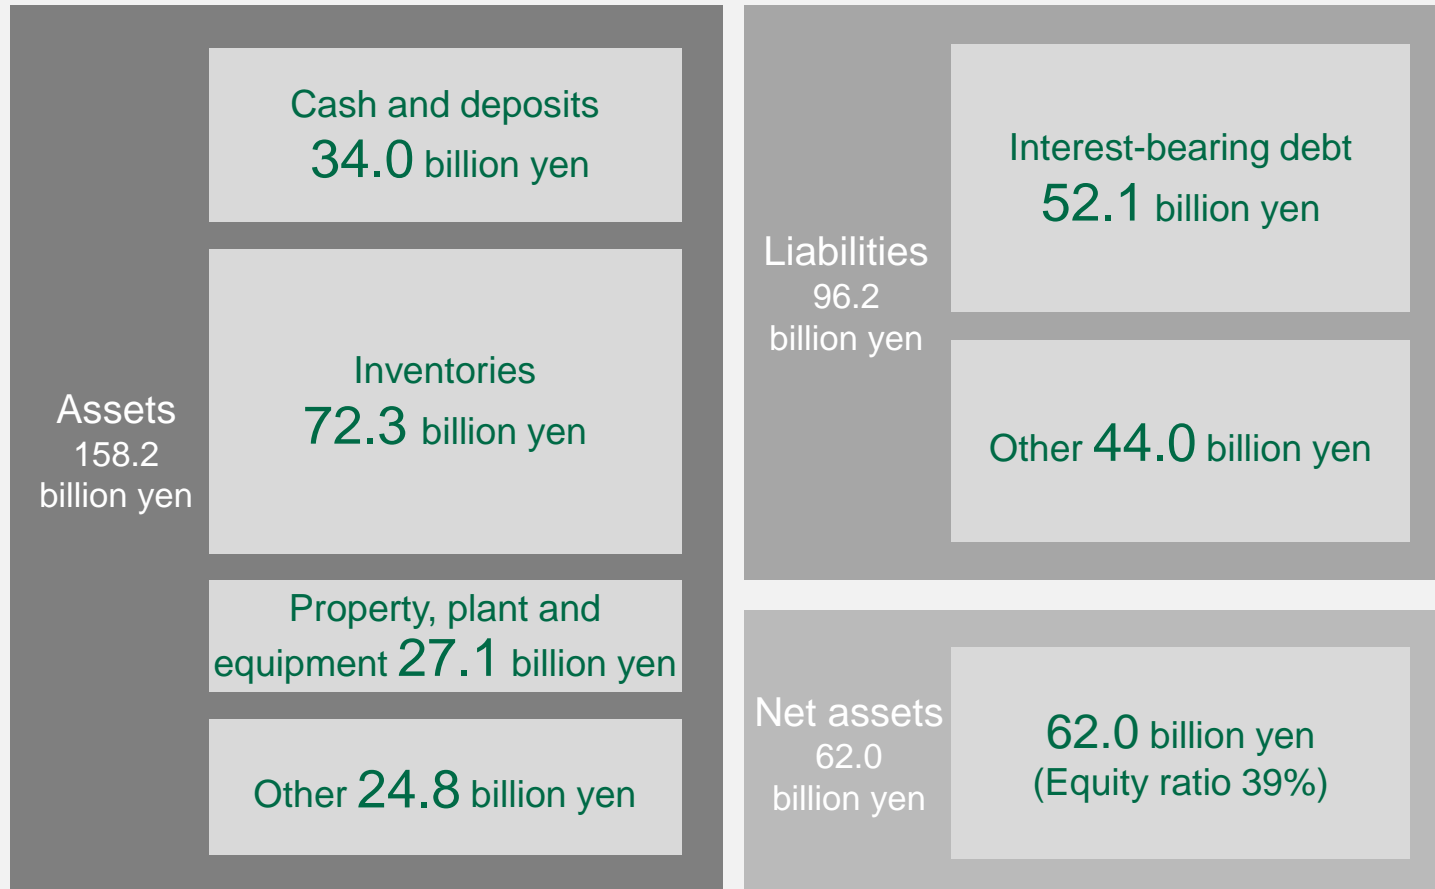 Assets
158.2
billion yen
Cash and deposits
34.0 billion yen
Inventories
72.3 billion yen
Property, plant and
equipment 27.1 billion yen
Other 24.8 billion yen
Liabilities
96.2
billion yen
Interest-bearing debt
52.1 billion yen
Other 44.0 billion yen
Net assets
62.0
billion yen
62.0 billion yen
(Equity ratio 39%)